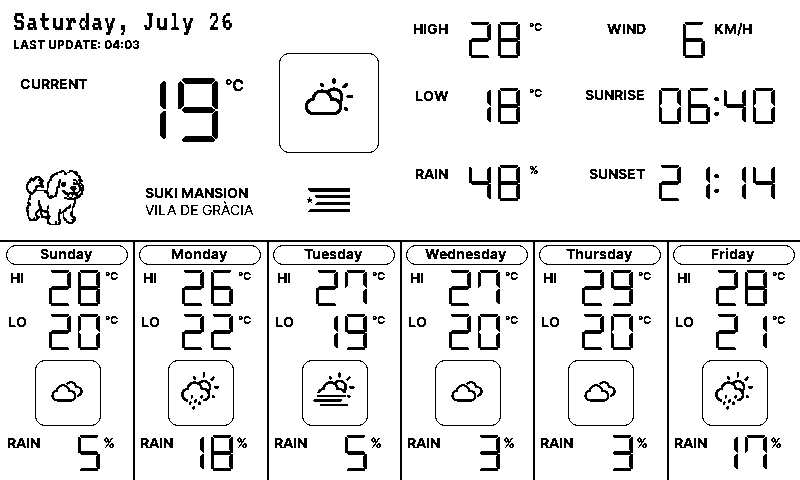 Saturday, July 26
LAST UPDATE: 04:03
CURRENT 19 °C
SUKI MANSION
VILA DE GRÀCIA
HIGH 28 °C
LOW 18 °C
RAIN 48 %
WIND 6 KM/H
SUNRISE 06:40
SUNSET 21:14
Sunday
HI 28 °C
LO 20 °C
RAIN 5 %
Monday
HI 26 °C
LO 22 °C
RAIN 18 %
Tuesday
HI 27 °C
LO 19 °C
RAIN 5 %
Wednesday
HI 27 °C
LO 20 °C
RAIN 3 %
Thursday
HI 29 °C
LO 20 °C
RAIN 3 %
Friday
HI 28 °C
LO 21 °C
RAIN 17 %